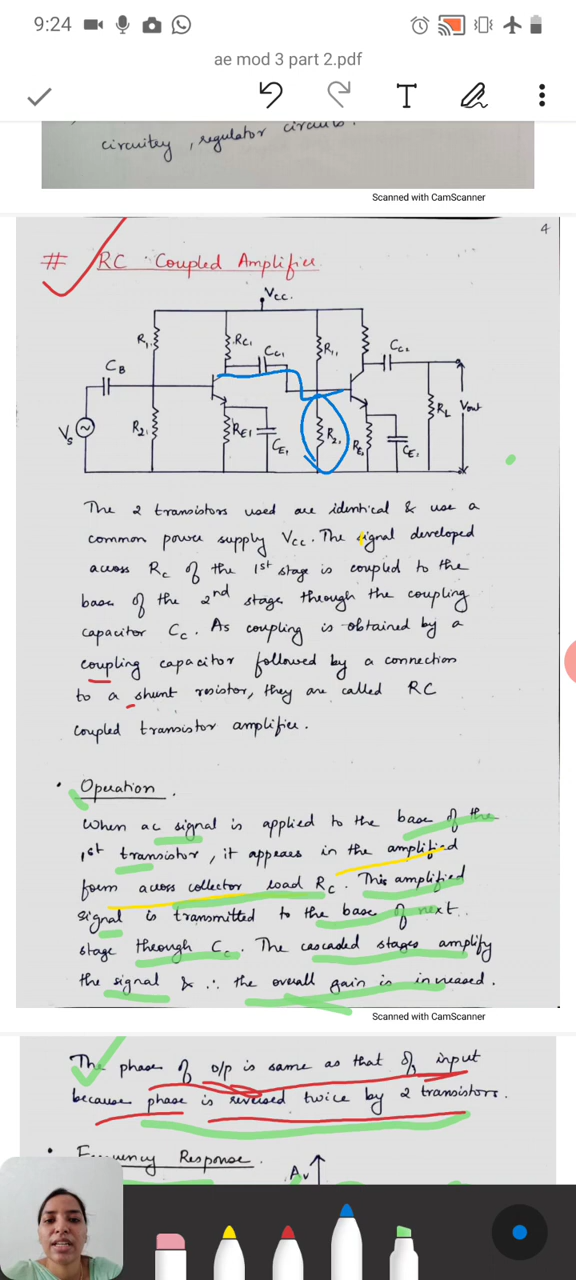 9:24
ae mod 3 part 2.pdf
T
circuitry, regulator circuits.
Scanned with CamScanner
4
# RC Coupled Amplifier
Vcc.
R1
RC1
CC1
R1,
CC2
CB
RL
Vout
Vs
R2
RE1
CE1
R2,
RE2
CE2
The 2 transistors used are identical & use a
common power supply Vcc. The signal developed
across Rc of the 1st stage is coupled to the
base of the 2nd stage through the coupling
capacitor Cc. As coupling is obtained by a
coupling capacitor followed by a connection
to a shunt resistor, they are called RC
coupled transistor amplifier.
• Operation.
When ac signal is applied to the base of the
1st transistor, it appears in the amplified
form across collector load Rc. This amplified
signal is transmitted to the base of next
stage through Cc. The cascaded stages amplify
the signal & ∴ the overall gain is increased.
Scanned with CamScanner
The phase of o/p is same as that of input
because phase is reversed twice by 2 transistors.
• Frequency Response.
Av↑